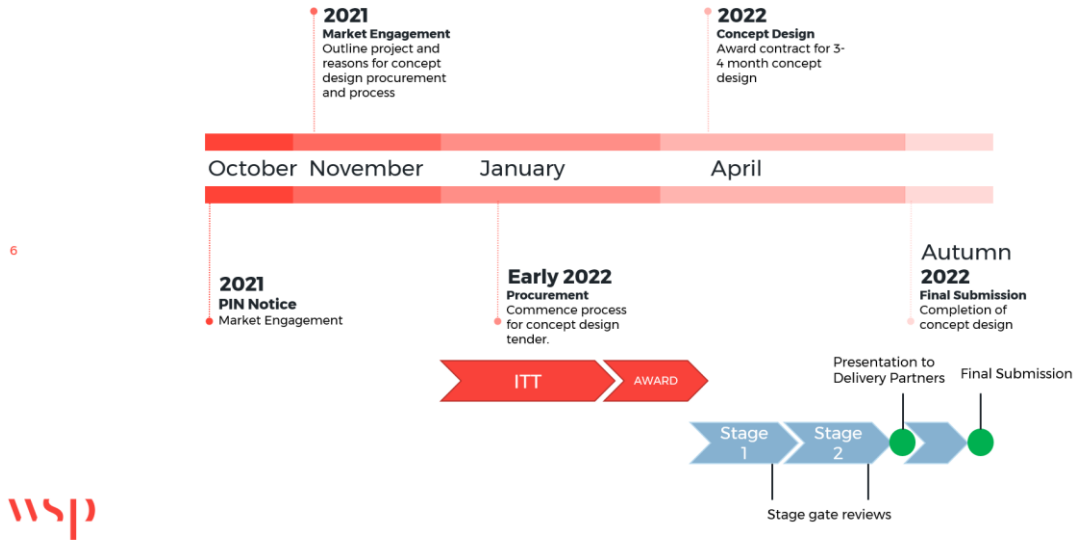 2021
Market Engagement
Outline project and
reasons for concept
design procurement
and process
2022
Concept Design
Award contract for 3-
4 month concept
design
October
November
January
April
6
2021
PIN Notice
Market Engagement
Early 2022
Procurement
Commence process
for concept design
tender.
Autumn
2022
Final Submission
Completion of
concept design
ITT
AWARD
Presentation to
Delivery Partners
Final Submission
Stage
1
Stage
2
Stage gate reviews
wsp